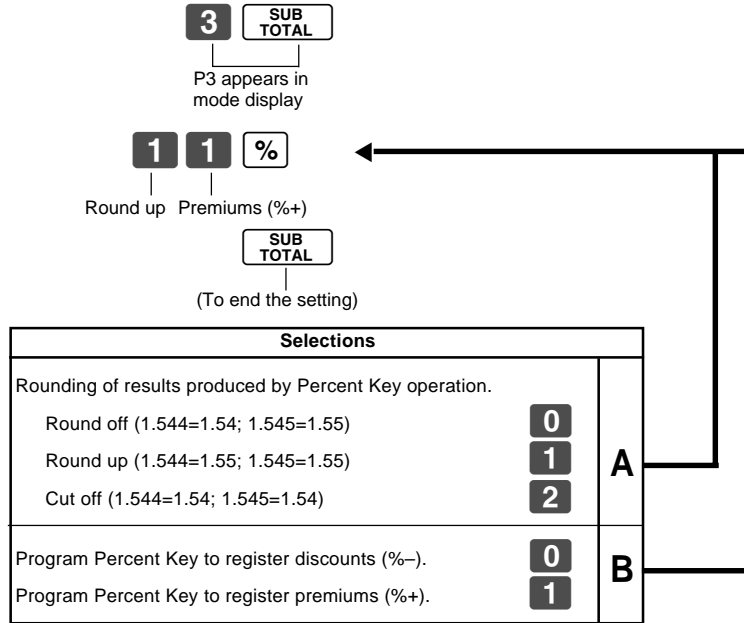 3 SUB TOTAL
P3 appears in
mode display
1 1 %
Round up Premiums (%+)
SUB TOTAL
(To end the setting)
Selections
Rounding of results produced by Percent Key operation.
Round off (1.544=1.54; 1.545=1.55) 0
Round up (1.544=1.55; 1.545=1.55) 1
Cut off (1.544=1.54; 1.545=1.54) 2
A
Program Percent Key to register discounts (%–). 0
Program Percent Key to register premiums (%+). 1
B